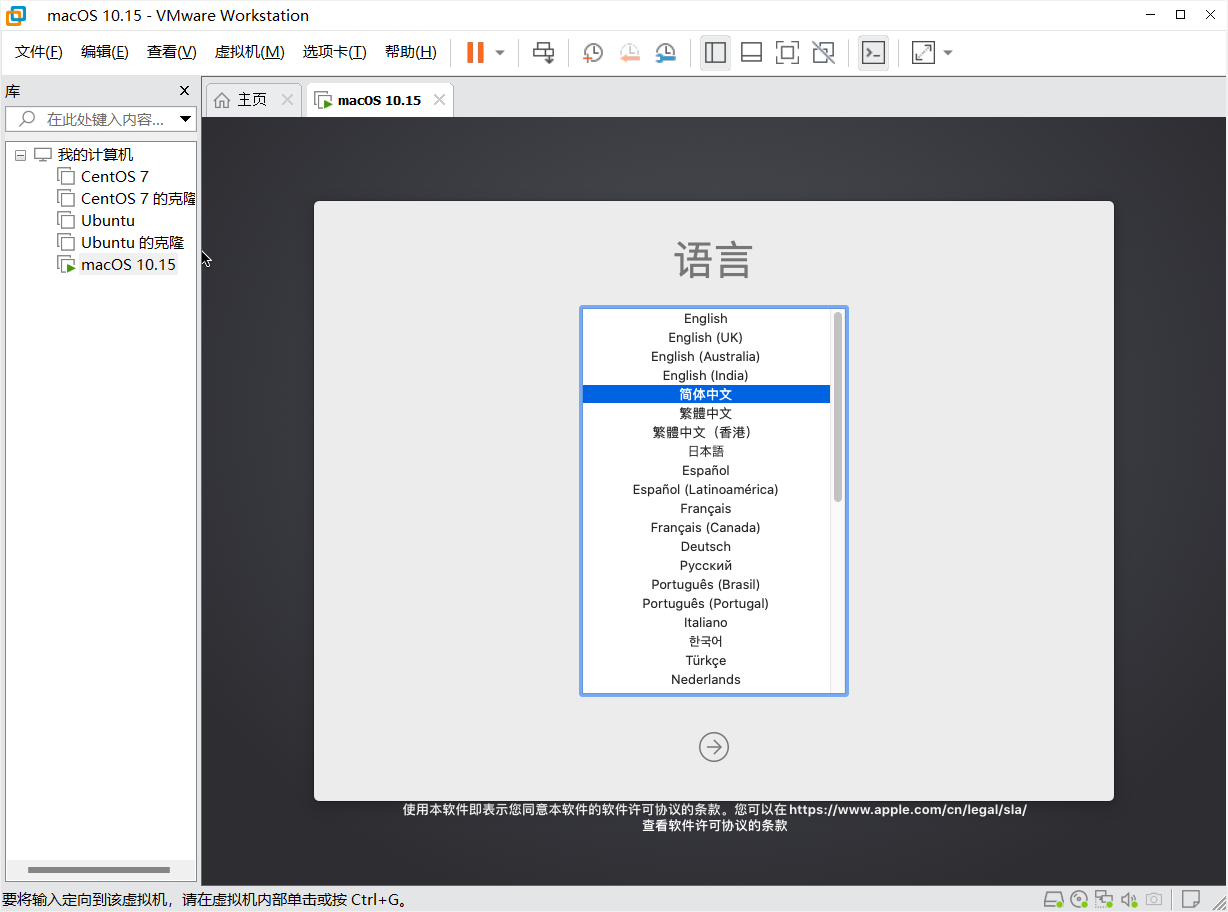 macOS 10.15 - VMware Workstation
文件(F) 编辑(E) 查看(V) 虚拟机(M) 选项卡(T) 帮助(H)
库
在此处键入内容...
我的计算机
CentOS 7
CentOS 7 的克隆
Ubuntu
Ubuntu 的克隆
macOS 10.15
主页
macOS 10.15
语言
English
English (UK)
English (Australia)
English (India)
简体中文
繁體中文
繁體中文（香港）
日本語
Español
Español (Latinoamérica)
Français
Français (Canada)
Deutsch
Русский
Português (Brasil)
Português (Portugal)
Italiano
한국어
Türkçe
Nederlands
使用本软件即表示您同意本软件的软件许可协议的条款。您可以在 https://www.apple.com/cn/legal/sla/
查看软件许可协议的条款
要将输入定向到该虚拟机，请在虚拟机内部单击或按 Ctrl+G。